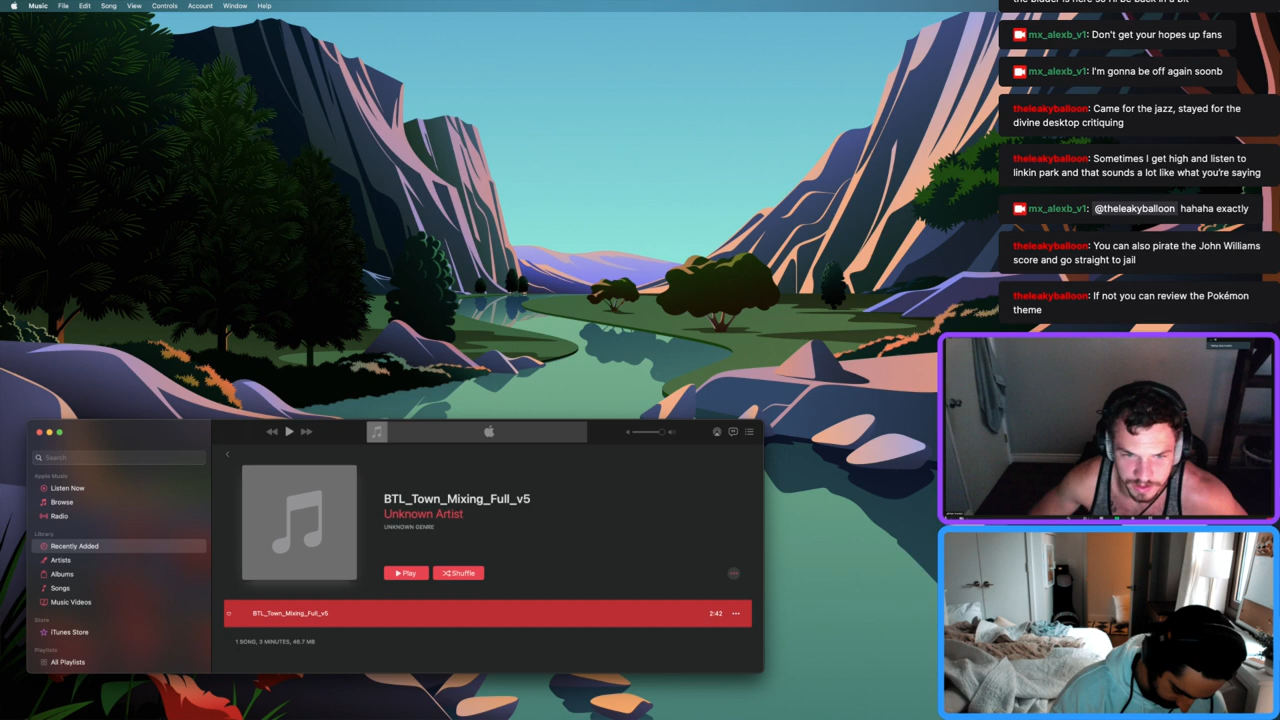 Music File Edit Song View Controls Account Window Help
mx_alexb_v1: Don't get your hopes up fans
mx_alexb_v1: I'm gonna be off again soonb
theleakyballoon: Came for the jazz, stayed for the
divine desktop critiquing
theleakyballoon: Sometimes I get high and listen to
linkin park and that sounds a lot like what you're saying
mx_alexb_v1: @theleakyballoon hahaha exactly
theleakyballoon: You can also pirate the John Williams
score and go straight to jail
theleakyballoon: If not you can review the Pokémon
theme
Search
Apple Music
Listen Now
Browse
Radio
Library
Recently Added
Artists
Albums
Songs
Music Videos
Store
iTunes Store
Playlists
All Playlists
BTL_Town_Mixing_Full_v5
Unknown Artist
UNKNOWN GENRE
Play
Shuffle
BTL_Town_Mixing_Full_v5 2:42
1 SONG, 3 MINUTES, 46.7 MB